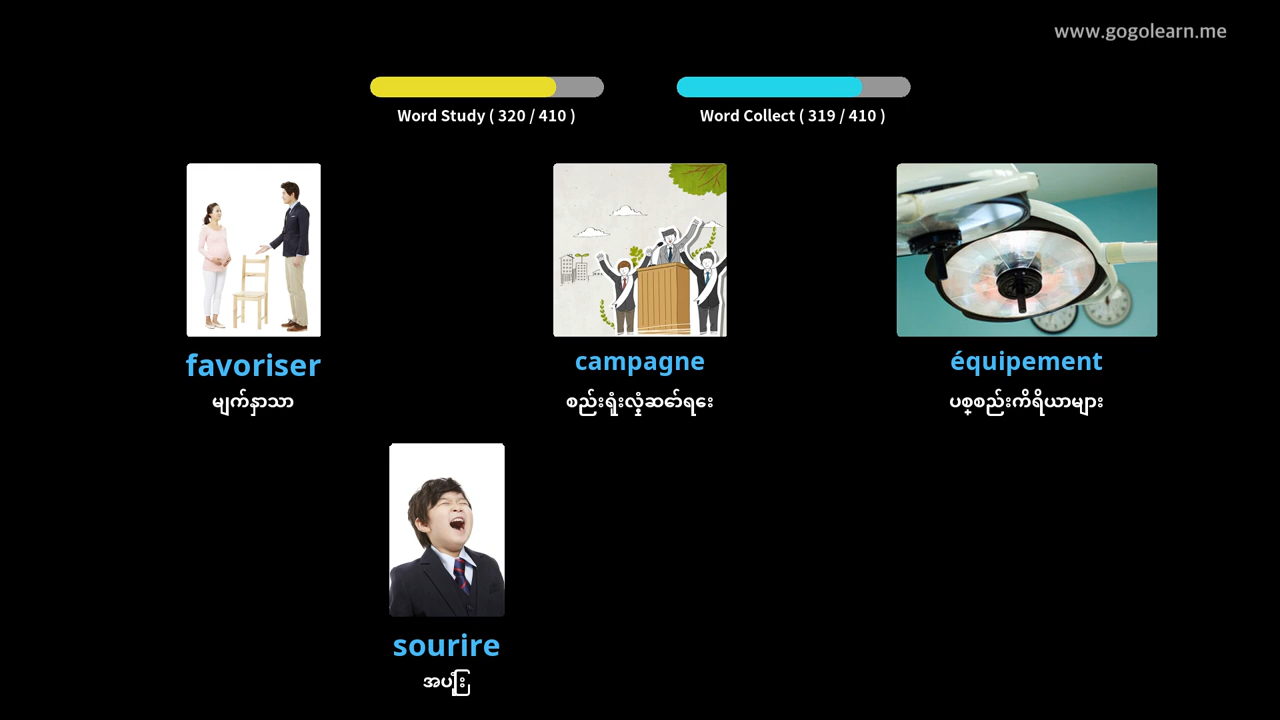 www.gogolearn.me
Word Study ( 320 / 410 )
Word Collect ( 319 / 410 )
favoriser
မျက်နှာသာ
campagne
စည်းရုံးလှုံ့ဆော်ရေး
équipement
ပစ္စည်းကိရိယာများ
sourire
အပြုံး